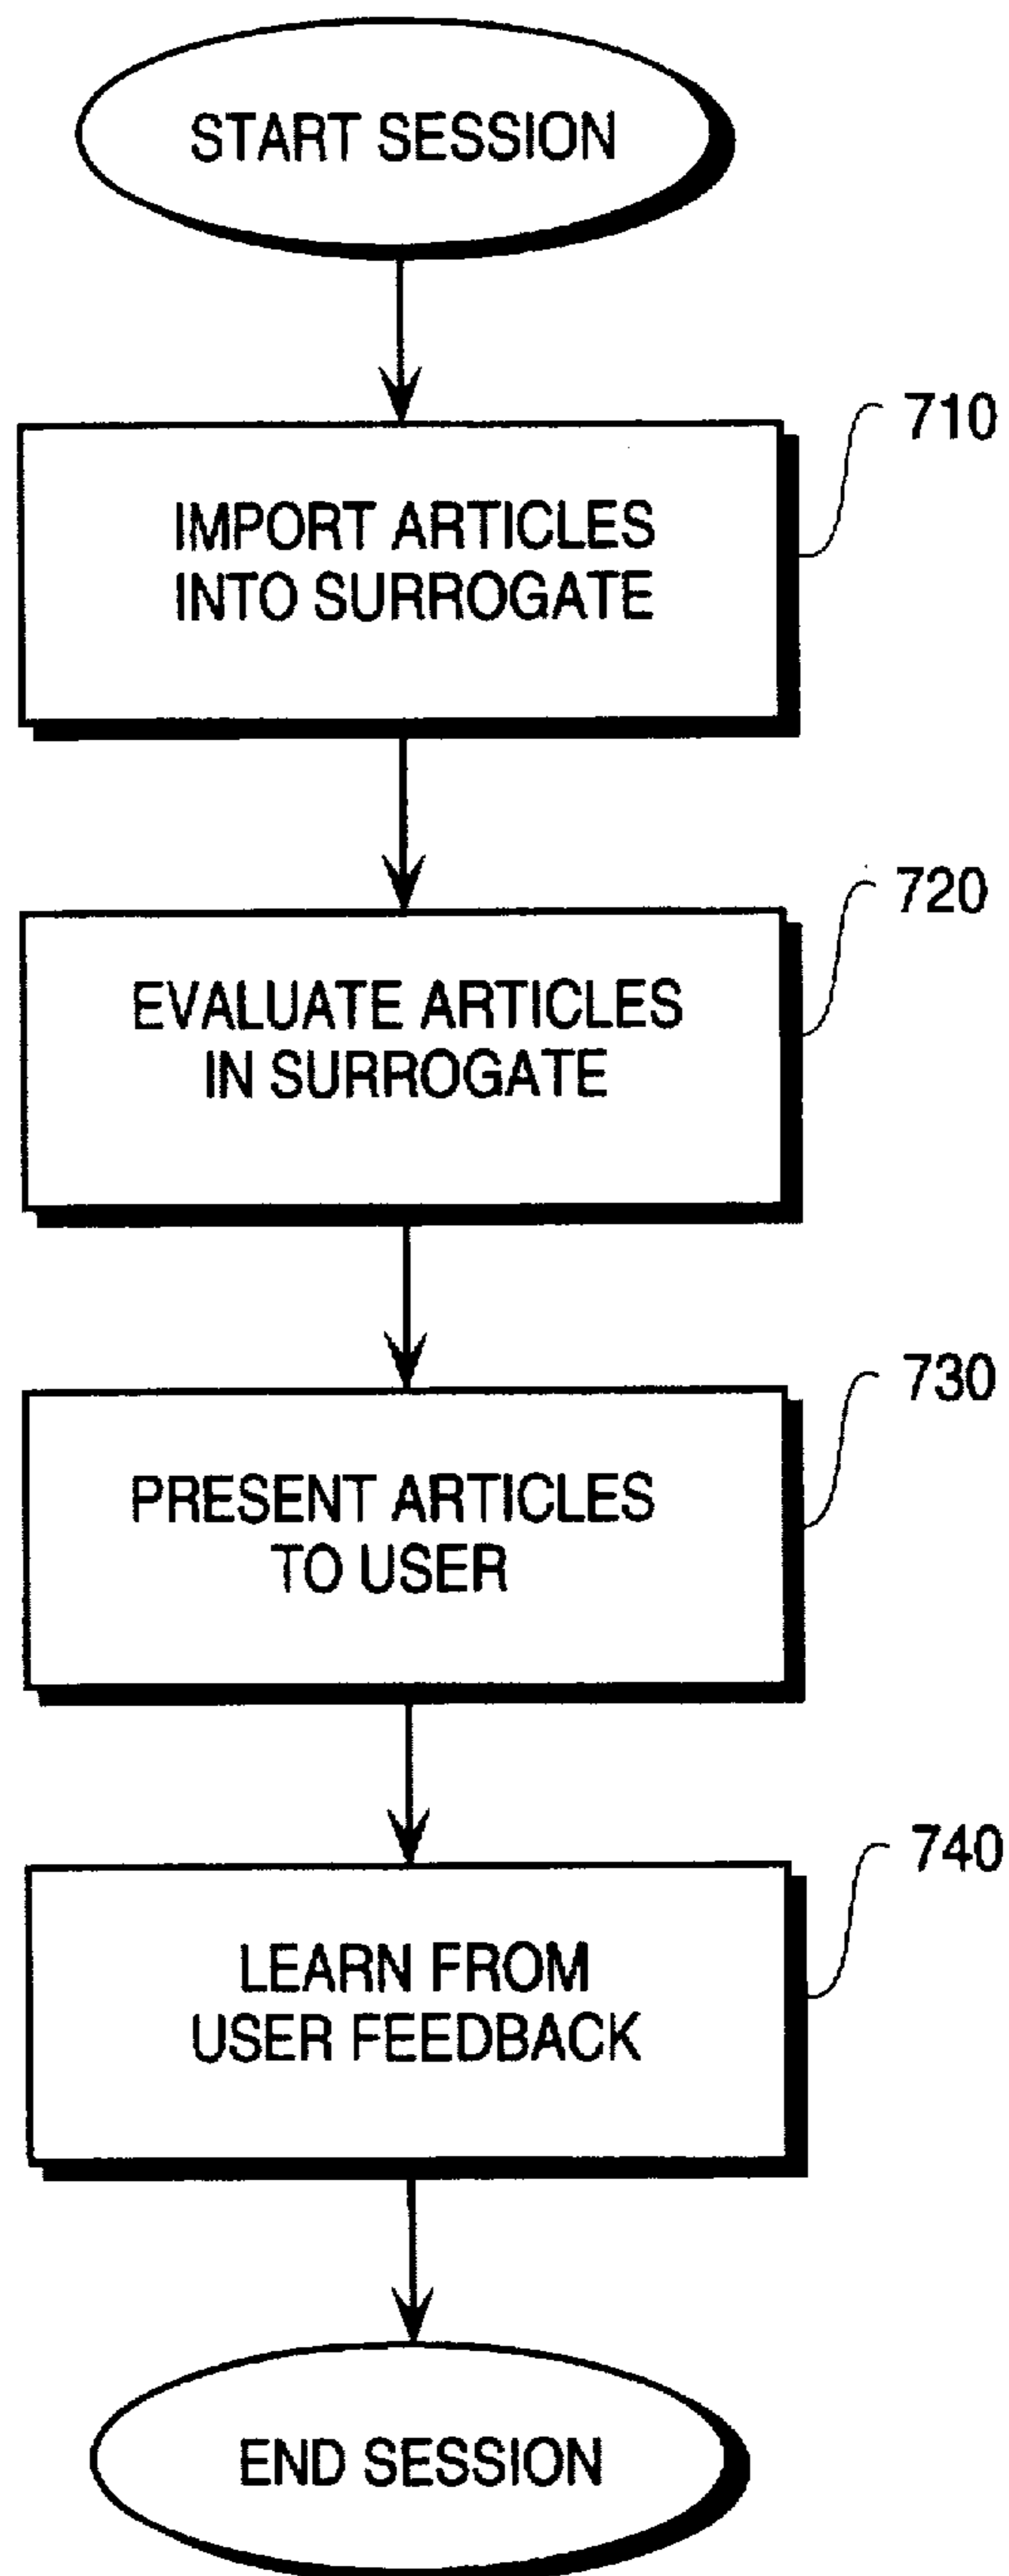 START SESSION
710
IMPORT ARTICLES
INTO SURROGATE
720
EVALUATE ARTICLES
IN SURROGATE
730
PRESENT ARTICLES
TO USER
740
LEARN FROM
USER FEEDBACK
END SESSION